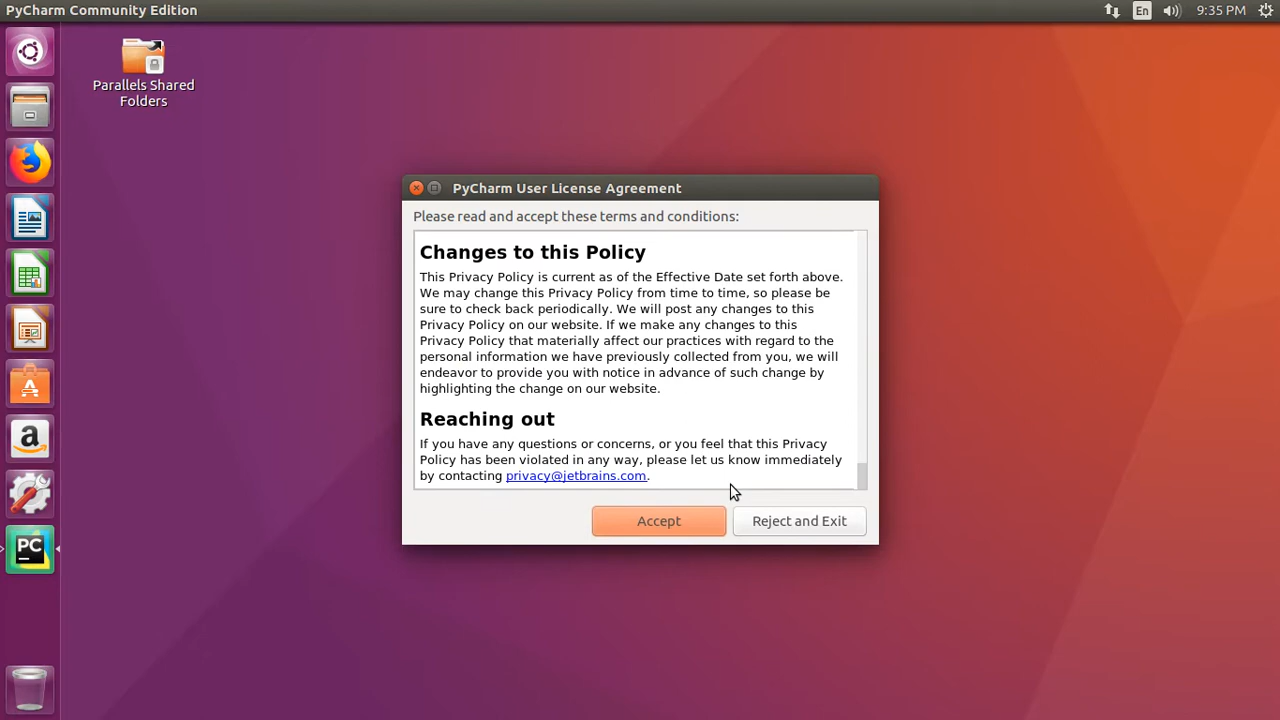 PyCharm Community Edition
En
9:35 PM
Parallels Shared
Folders
PyCharm User License Agreement
Please read and accept these terms and conditions:
Changes to this Policy
This Privacy Policy is current as of the Effective Date set forth above.
We may change this Privacy Policy from time to time, so please be
sure to check back periodically. We will post any changes to this
Privacy Policy on our website. If we make any changes to this
Privacy Policy that materially affect our practices with regard to the
personal information we have previously collected from you, we will
endeavor to provide you with notice in advance of such change by
highlighting the change on our website.
Reaching out
If you have any questions or concerns, or you feel that this Privacy
Policy has been violated in any way, please let us know immediately
by contacting privacy@jetbrains.com.
Accept
Reject and Exit
A
a
PC